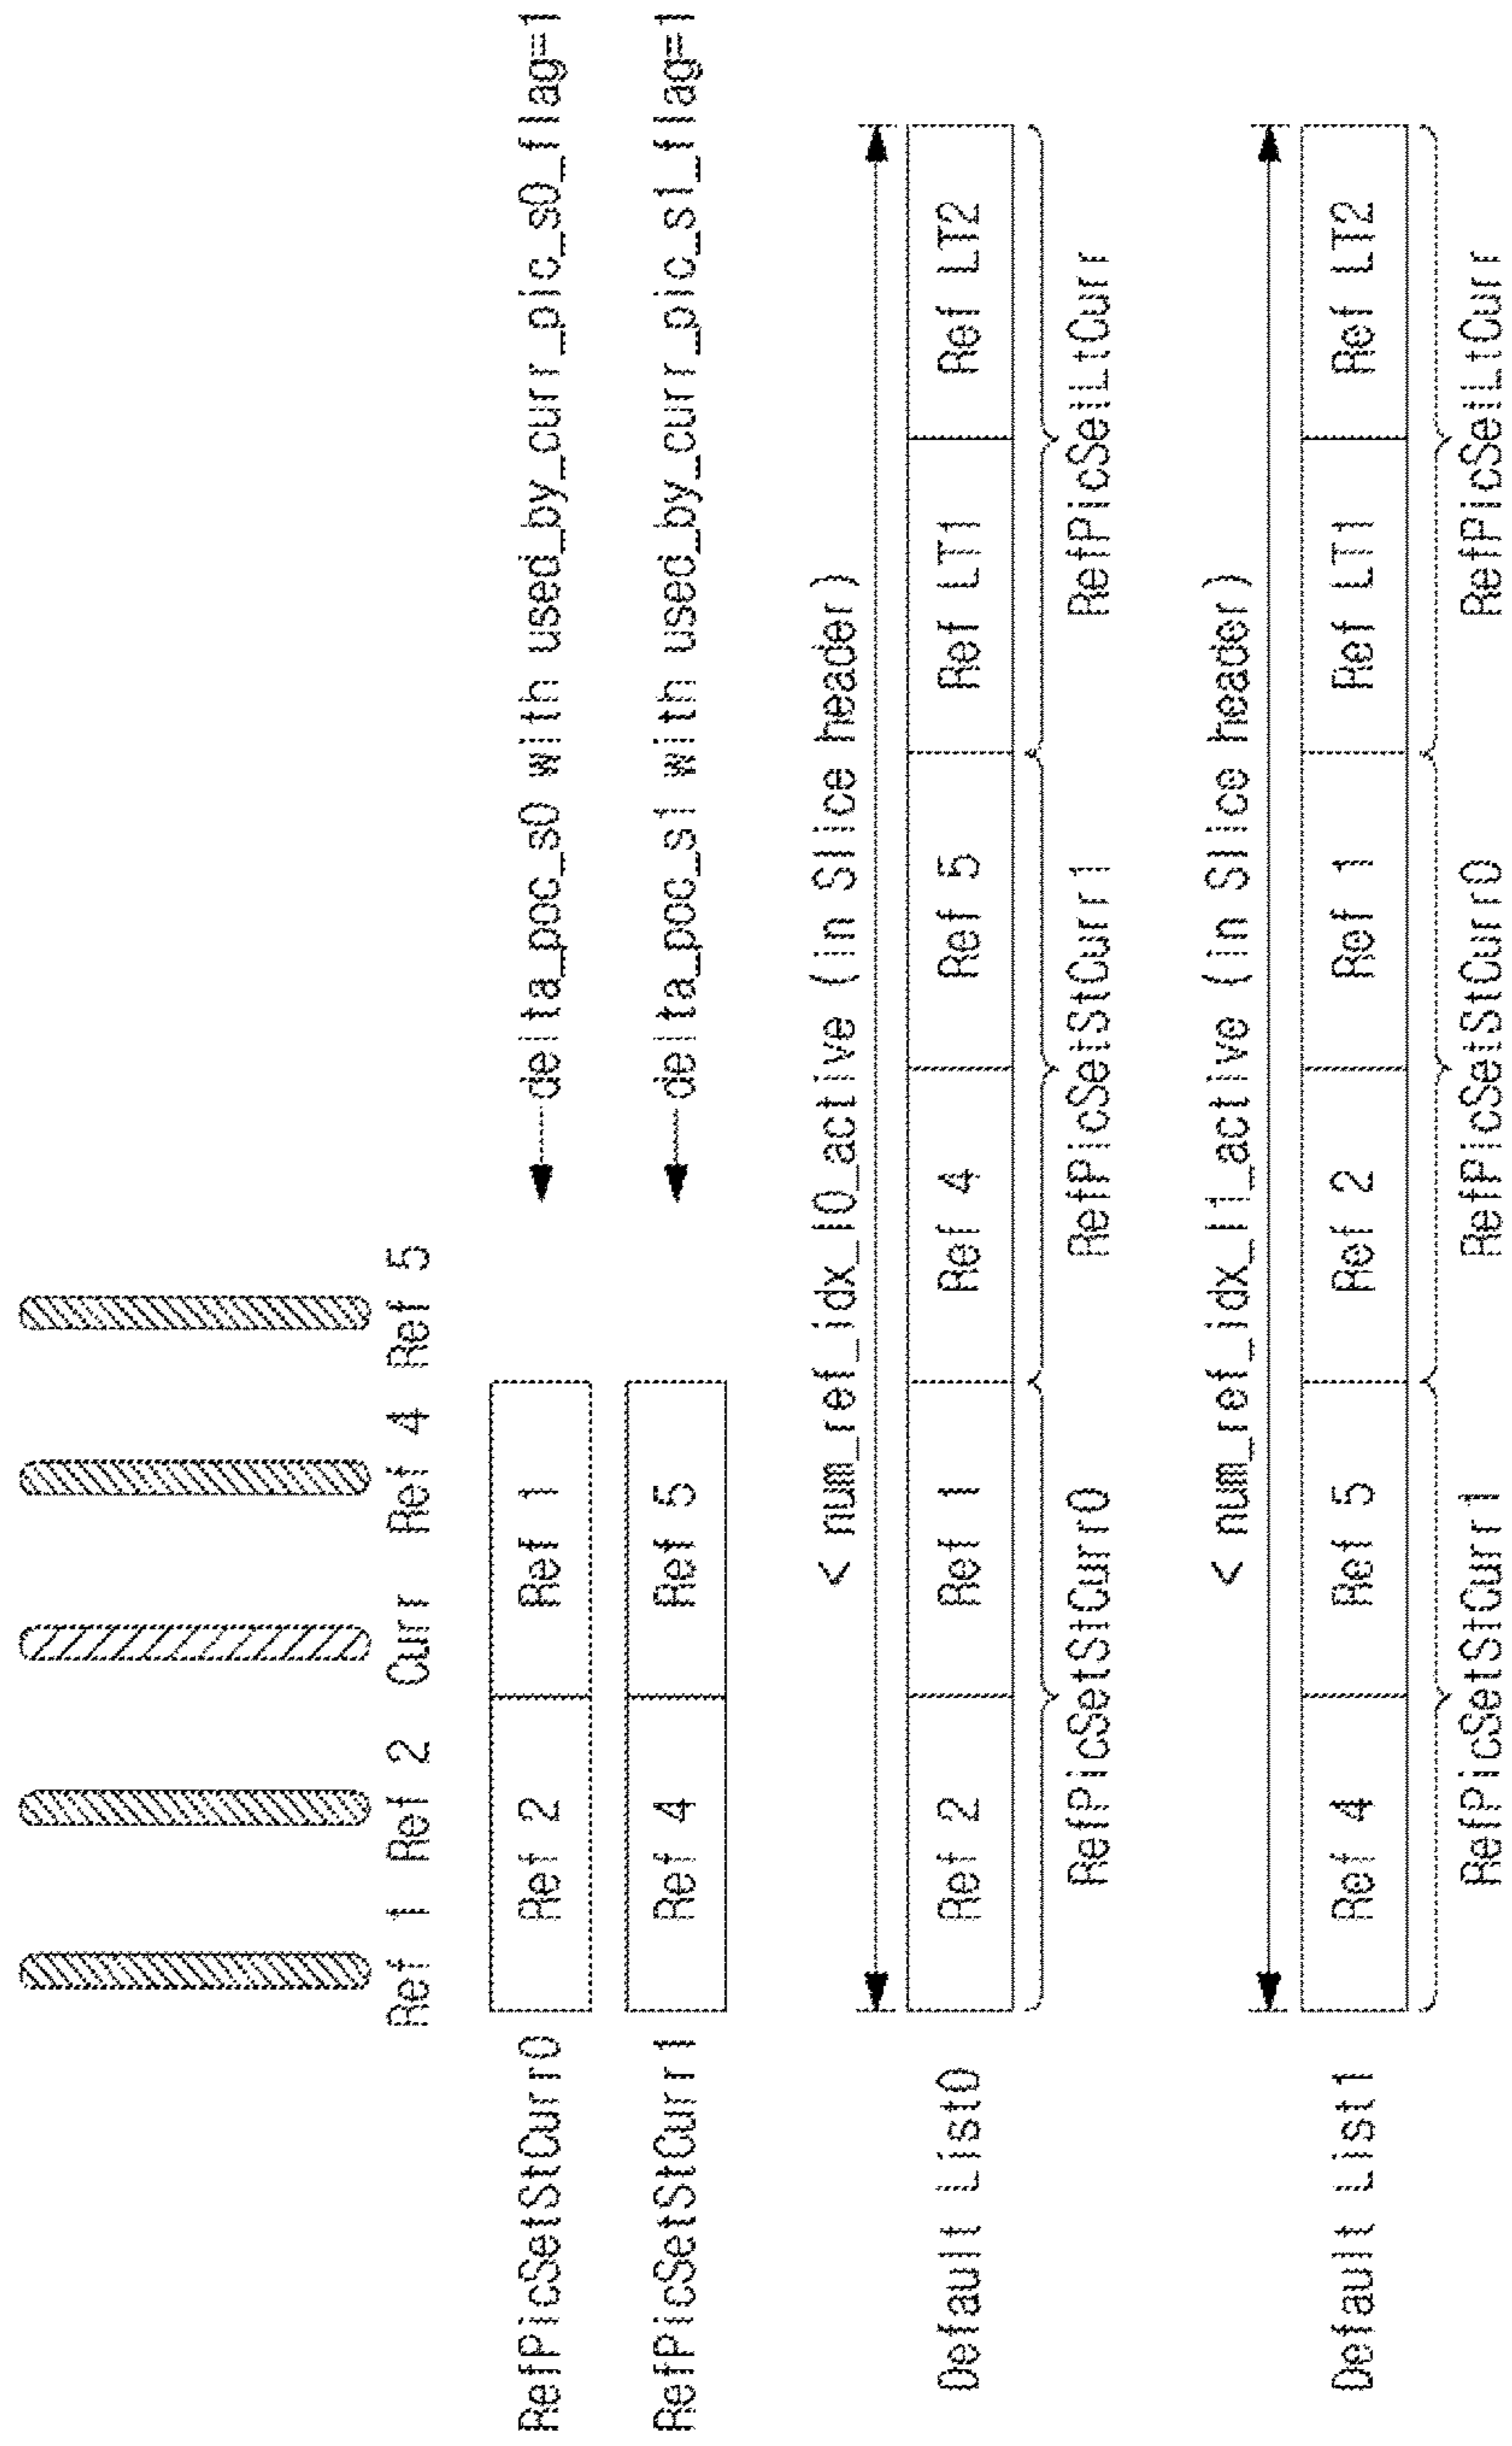 Ref 1 Ref 2 Curr Ref 4 Ref 5
RefPicSetStCurr0 Ref 2 Ref 1 delta_poc_s0 with used_by_curr_pic_s0_flag=1
RefPicSetStCurr1 Ref 4 Ref 5 delta_poc_s1 with used_by_curr_pic_s1_flag=1
< num_ref_idx_l0_active (in Slice header)
Default List0 Ref 2 Ref 1 Ref 4 Ref 5 Ref LT1 Ref LT2
RefPicSetStCurr0 RefPicSetStCurr1 RefPicSetLtCurr
< num_ref_idx_l1_active (in Slice header)
Default List1 Ref 4 Ref 5 Ref 2 Ref 1 Ref LT1 Ref LT2
RefPicSetStCurr1 RefPicSetStCurr0 RefPicSetLtCurr